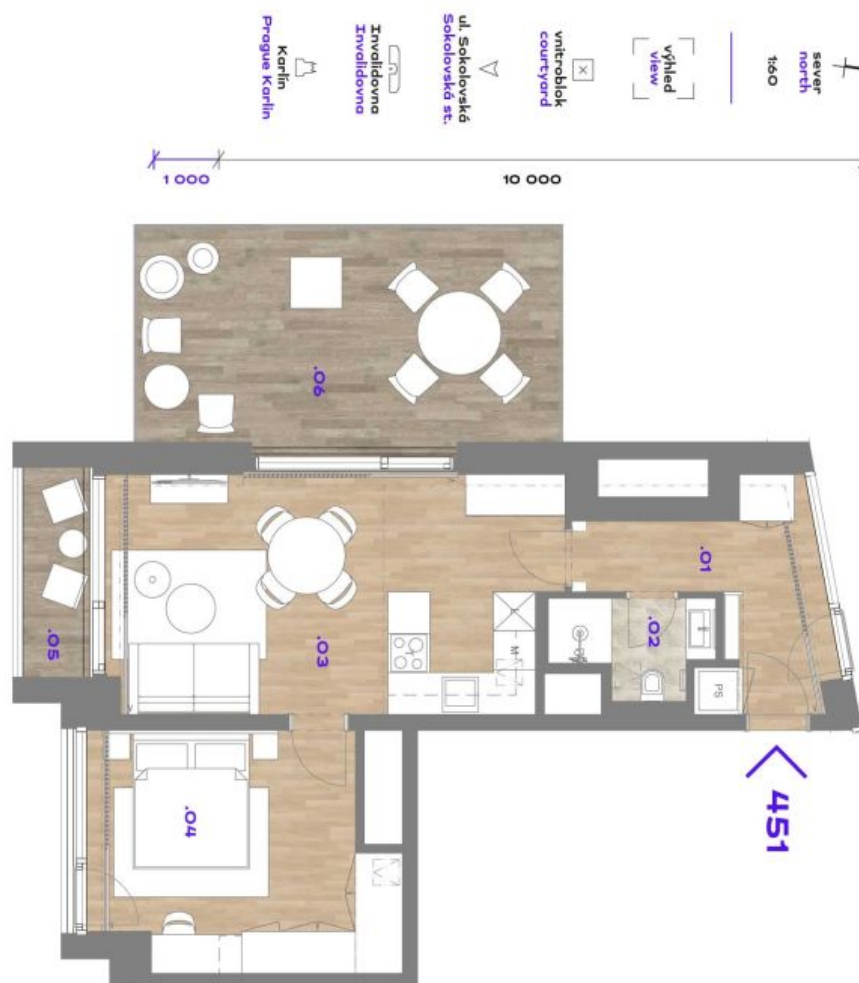 sever
north
1:60
výhled
view
vnitroblok
courtyard
ul. Sokolovská
Sokolovská st.
Invalidovna
Invalidovna
Karlín
Prague Karlín
1 000
10 000
.06
.01
.02
.03
.05
.04
M
PS
451